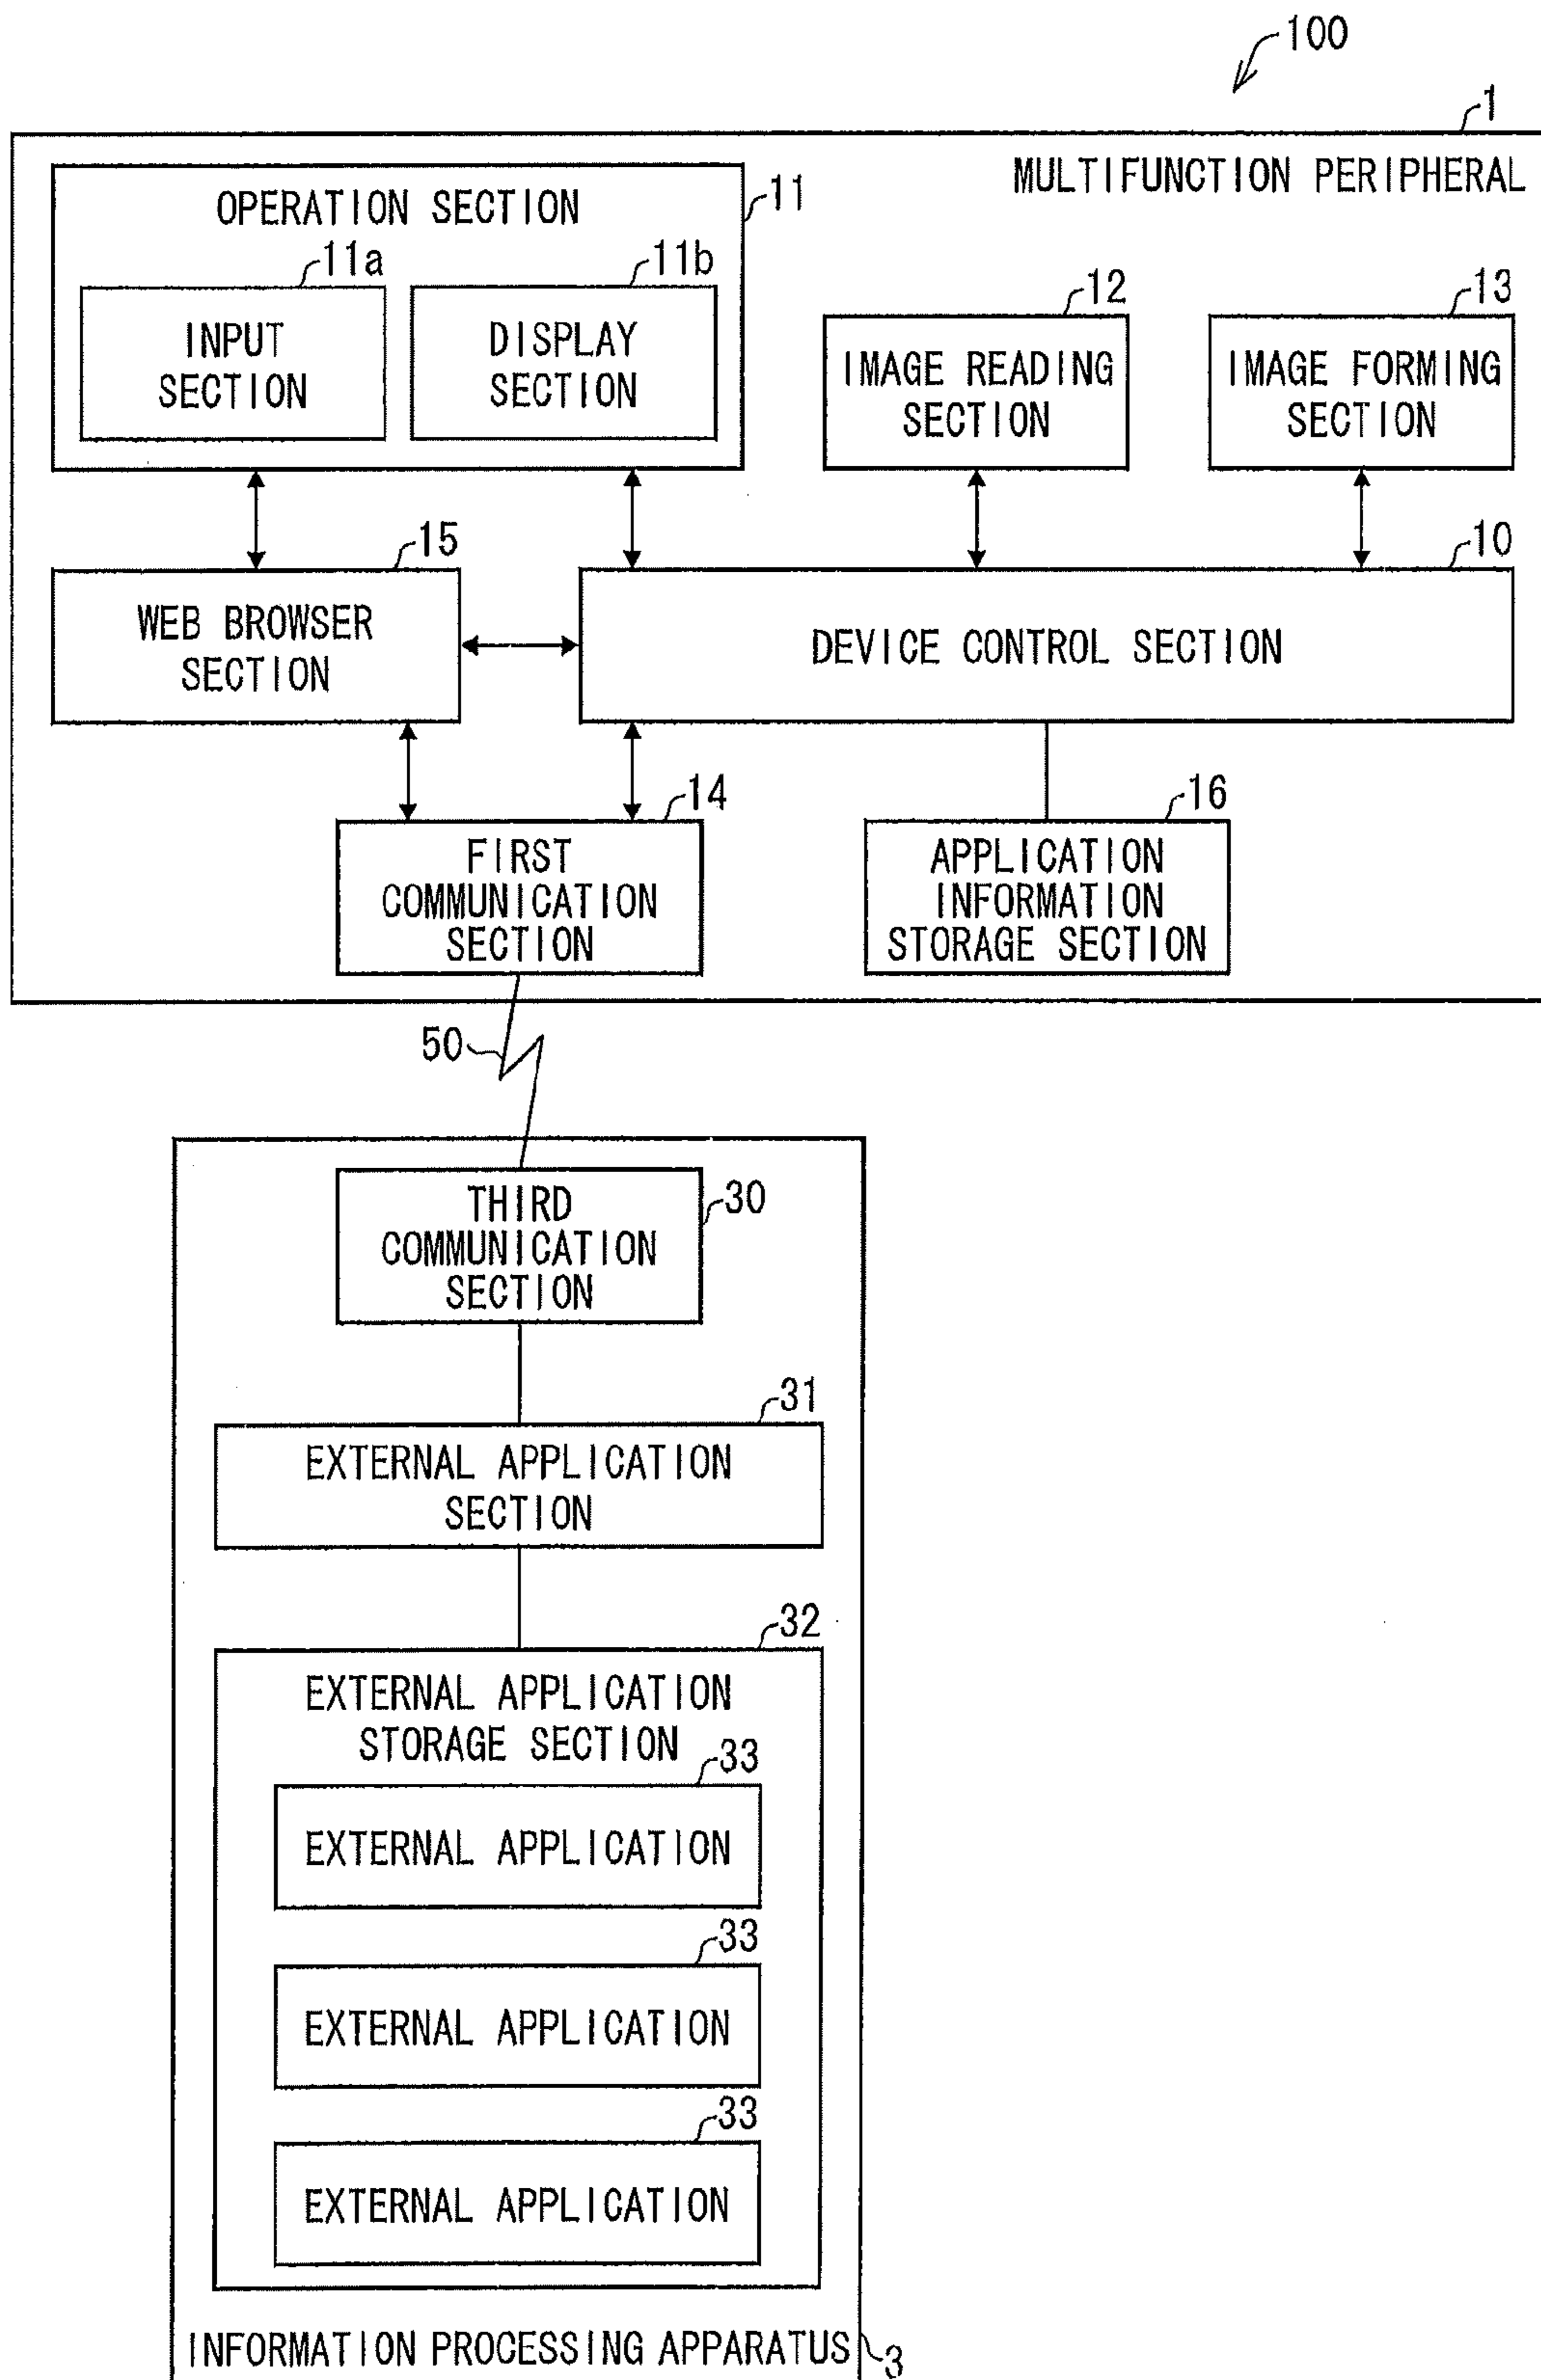 100
1
MULTIFUNCTION PERIPHERAL
OPERATION SECTION
11
11a
11b
INPUT
SECTION
DISPLAY
SECTION
12
IMAGE READING
SECTION
13
IMAGE FORMING
SECTION
15
WEB BROWSER
SECTION
10
DEVICE CONTROL SECTION
14
FIRST
COMMUNICATION
SECTION
16
APPLICATION
INFORMATION
STORAGE SECTION
50
THIRD
COMMUNICATION
SECTION
30
31
EXTERNAL APPLICATION
SECTION
32
EXTERNAL APPLICATION
STORAGE SECTION
33
EXTERNAL APPLICATION
33
EXTERNAL APPLICATION
33
EXTERNAL APPLICATION
INFORMATION PROCESSING APPARATUS
3